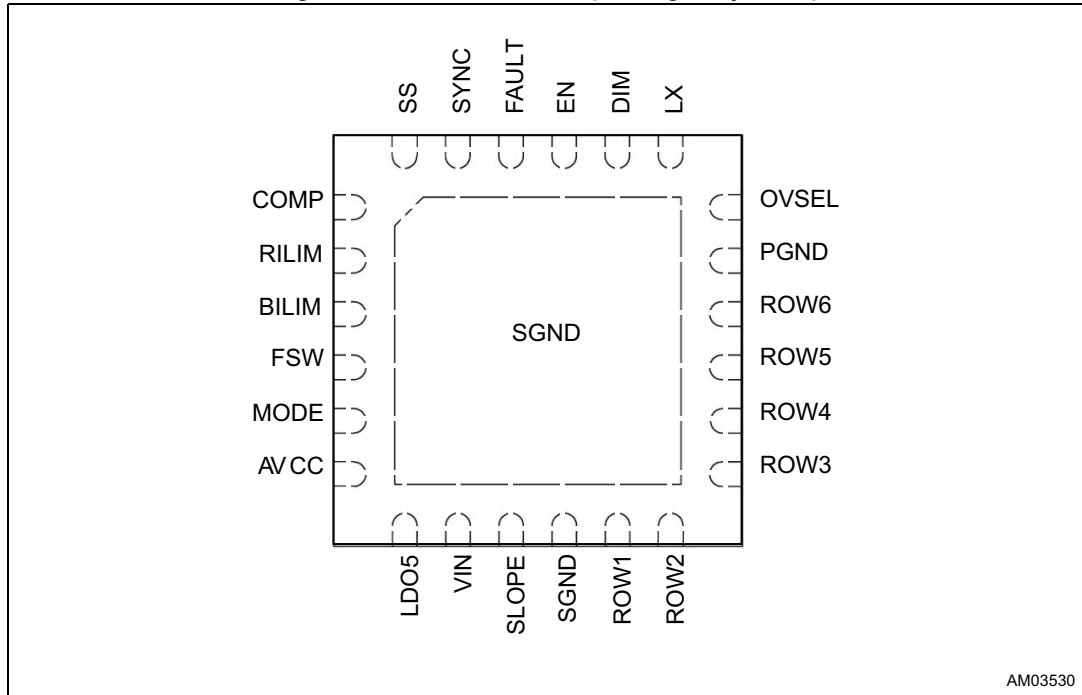 SS
SYNC
FAULT
EN
DIM
LX
COMP
RILIM
BILIM
FSW
MODE
AVCC
OVSEL
PGND
ROW6
ROW5
ROW4
ROW3
SGND
LDO5
VIN
SLOPE
SGND
ROW1
ROW2
AM03530